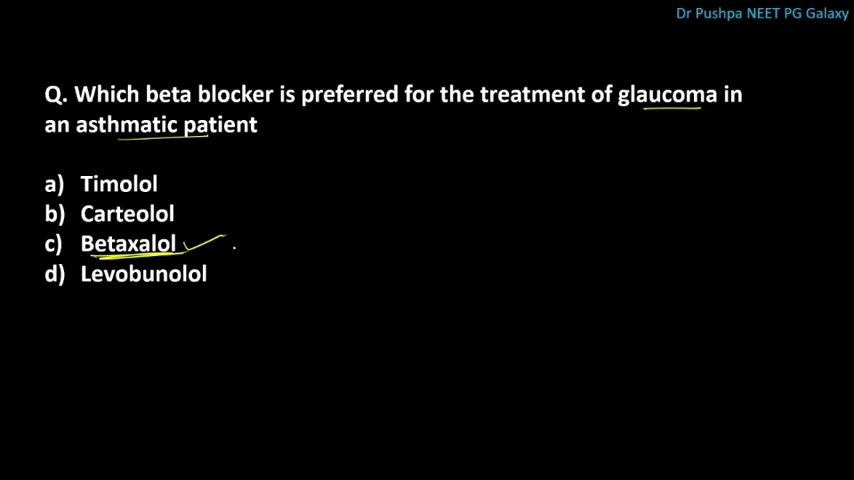 Dr Pushpa NEET PG Galaxy
Q. Which beta blocker is preferred for the treatment of glaucoma in
an asthmatic patient
a) Timolol
b) Carteolol
c) Betaxalol
d) Levobunolol